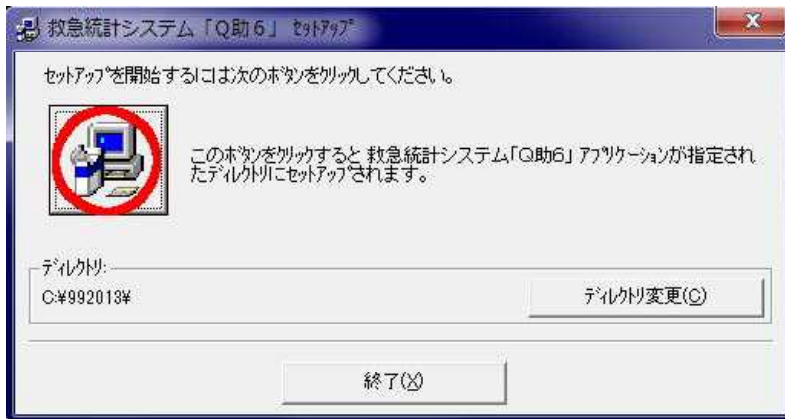 救急統計システム「Q助6」 ｾｯﾄｱｯﾌﾟ
ｾｯﾄｱｯﾌﾟを開始するには次のﾎﾞﾀﾝをｸﾘｯｸしてください。
このﾎﾞﾀﾝをｸﾘｯｸすると 救急統計システム「Q助6」 ｱﾌﾟﾘｹｰｼｮﾝが指定され
たﾃﾞｨﾚｸﾄﾘにｾｯﾄｱｯﾌﾟされます。
ﾃﾞｨﾚｸﾄﾘ:
C:¥992013¥
ﾃﾞｨﾚｸﾄﾘ変更(C)
終了(X)